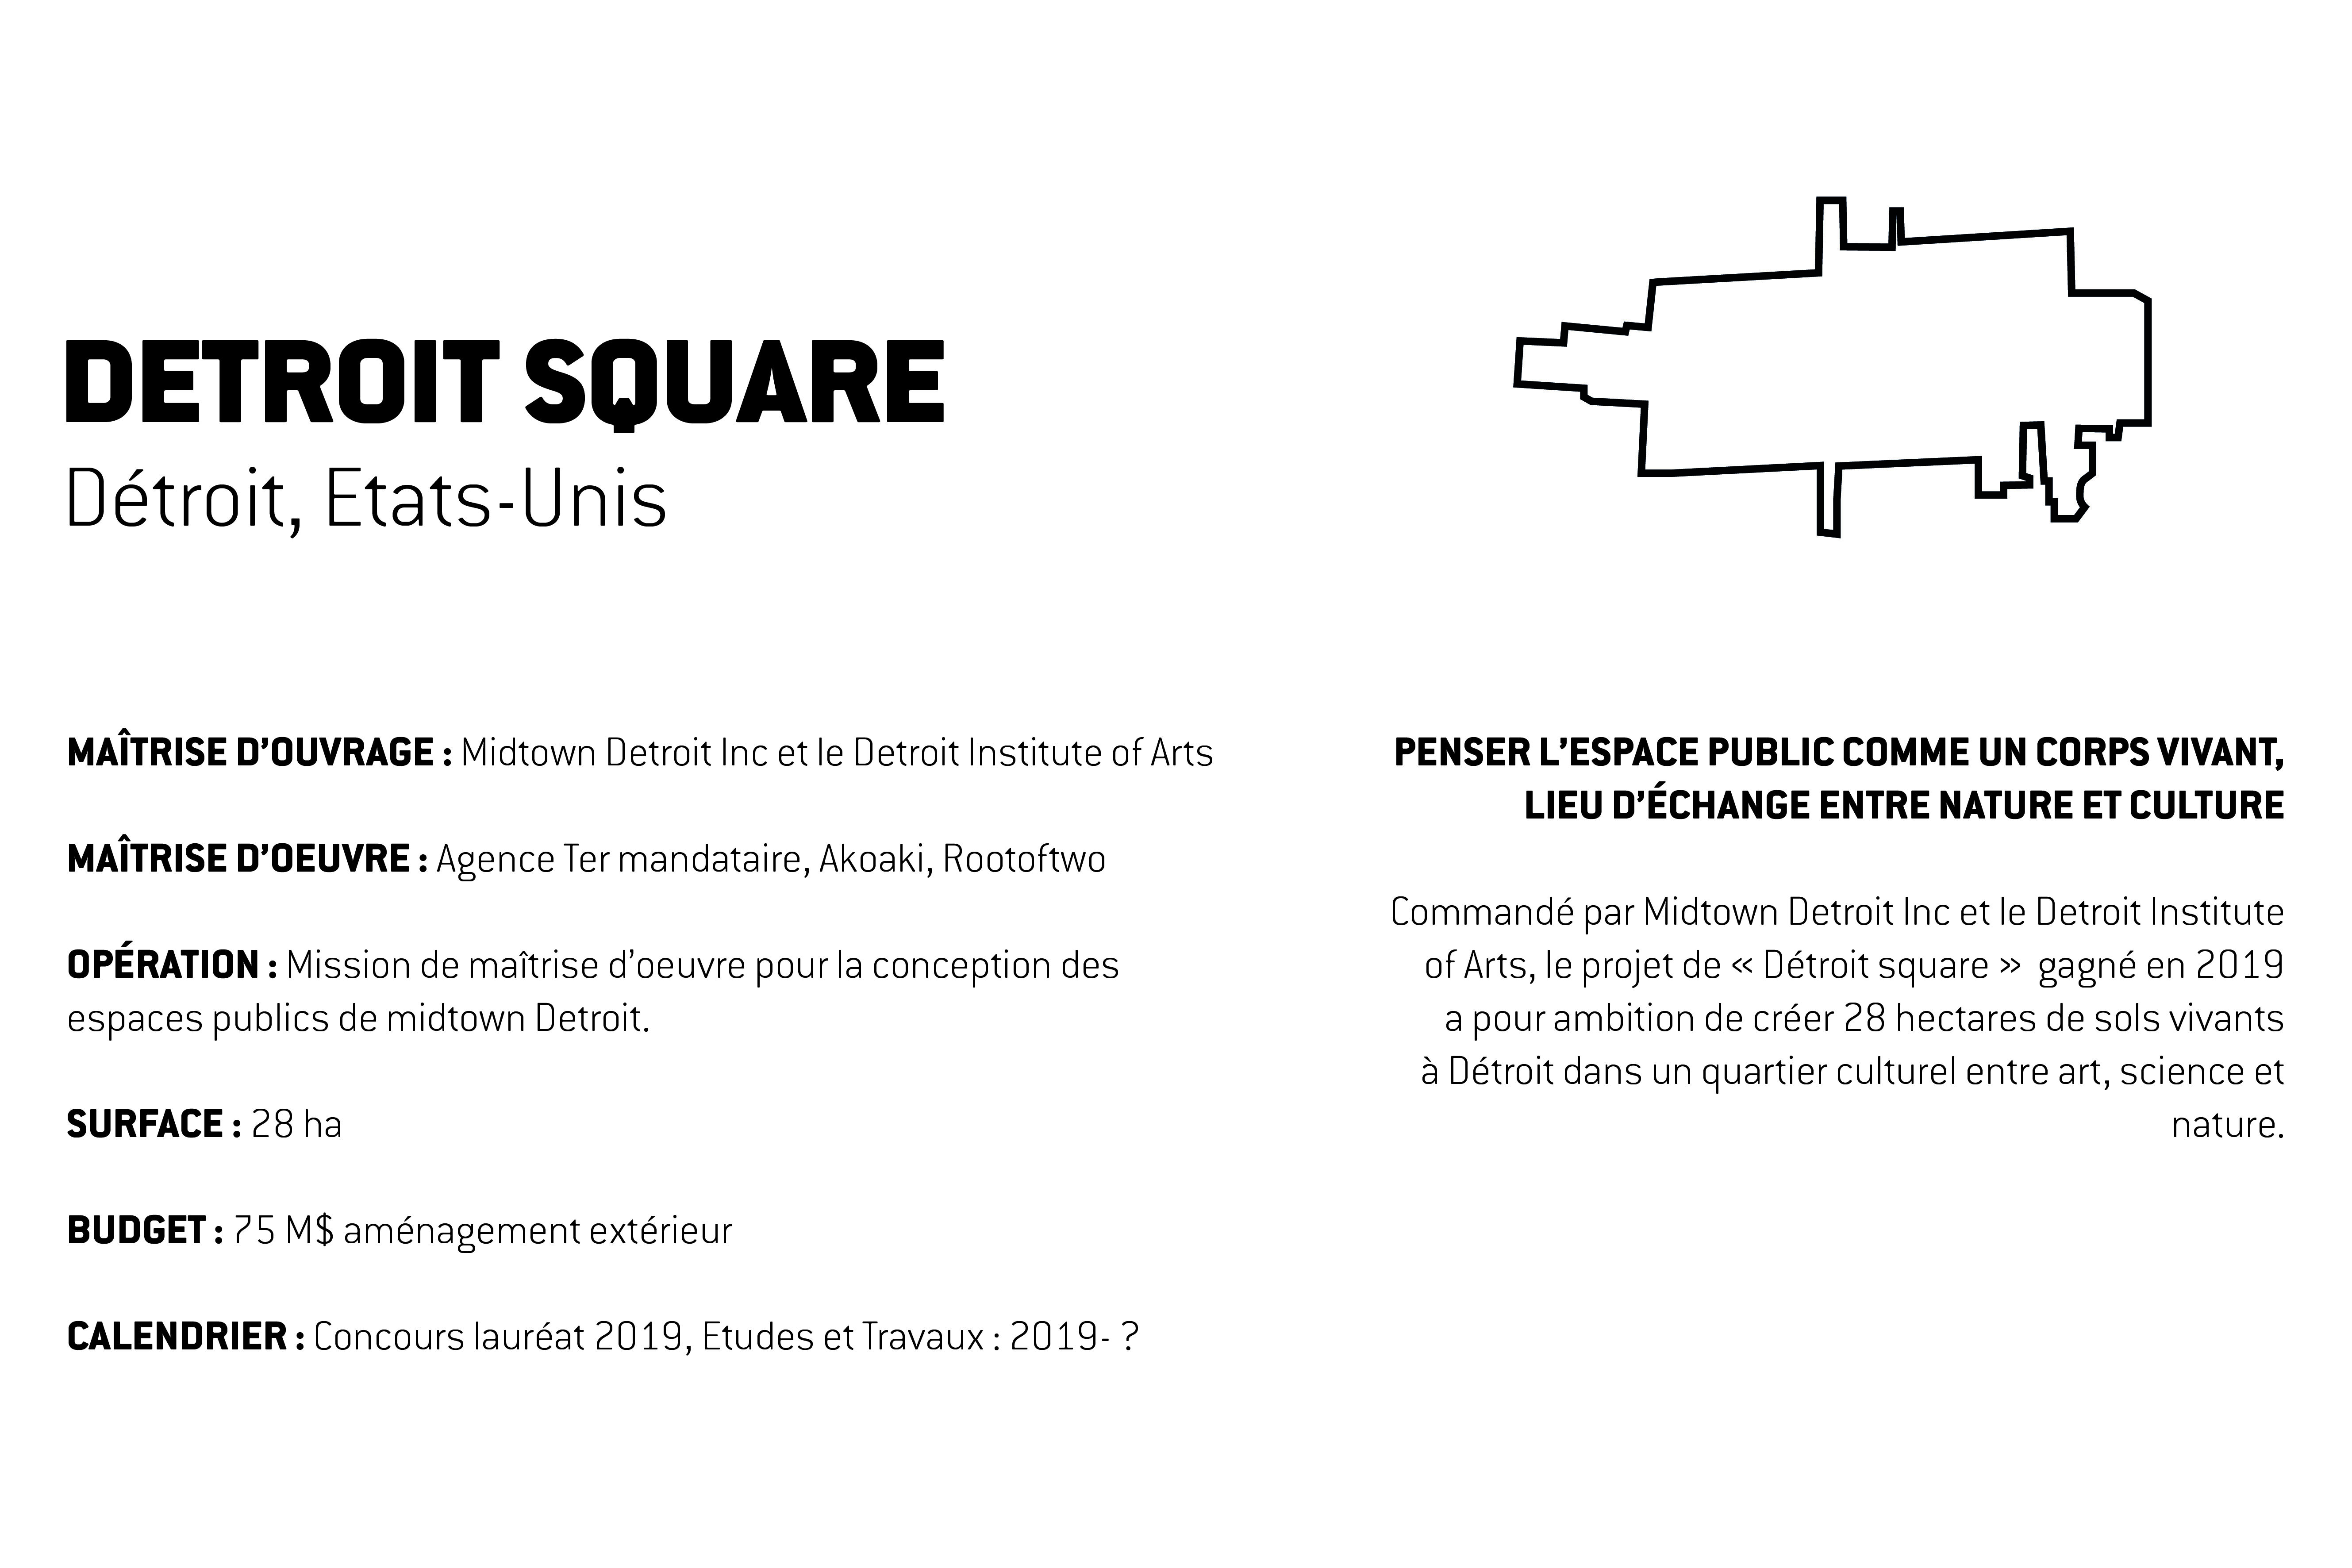 DETROIT SQUARE
Détroit, Etats-Unis
MAÎTRISE D’OUVRAGE : Midtown Detroit Inc et le Detroit Institute of Arts
MAÎTRISE D’OEUVRE : Agence Ter mandataire, Akoaki, Rootoftwo
OPÉRATION : Mission de maîtrise d’oeuvre pour la conception des
espaces publics de midtown Detroit.
SURFACE : 28 ha
BUDGET : 75 M$ aménagement extérieur
CALENDRIER : Concours lauréat 2019, Etudes et Travaux : 2019- ?
PENSER L’ESPACE PUBLIC COMME UN CORPS VIVANT,
LIEU D’ÉCHANGE ENTRE NATURE ET CULTURE
Commandé par Midtown Detroit Inc et le Detroit Institute
of Arts, le projet de « Détroit square »  gagné en 2019
a pour ambition de créer 28 hectares de sols vivants
à Détroit dans un quartier culturel entre art, science et
nature.